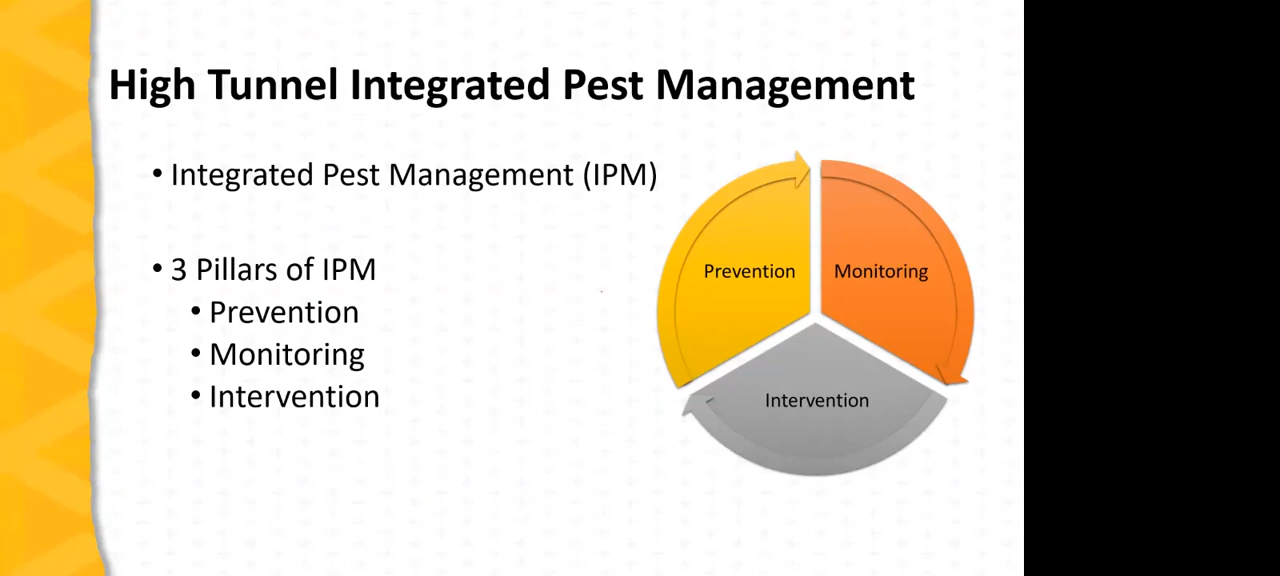 High Tunnel Integrated Pest Management
• Integrated Pest Management (IPM)
• 3 Pillars of IPM
• Prevention
• Monitoring
• Intervention
Prevention
Monitoring
Intervention